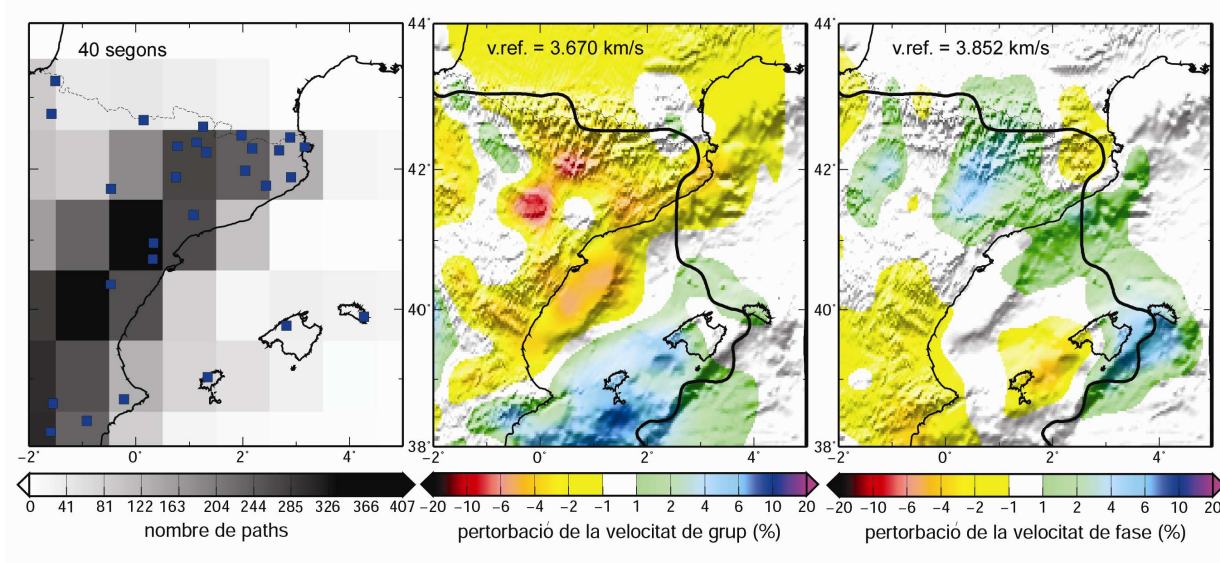 40 segons
v.ref. = 3.670 km/s
v.ref. = 3.852 km/s
44˚
44˚
42˚
42˚
40˚
40˚
38˚
38˚
−2˚ 0˚ 2˚ 4˚
−2˚ 0˚ 2˚ 4˚
−2˚ 0˚ 2˚ 4˚
0 41 81 122 163 204 244 285 326 366 407
nombre de paths
−20 −10 −6 −4 −2 −1 1 2 4 6 10 20
pertorbació de la velocitat de grup (%)
−20 −10 −6 −4 −2 −1 1 2 4 6 10 20
pertorbació de la velocitat de fase (%)